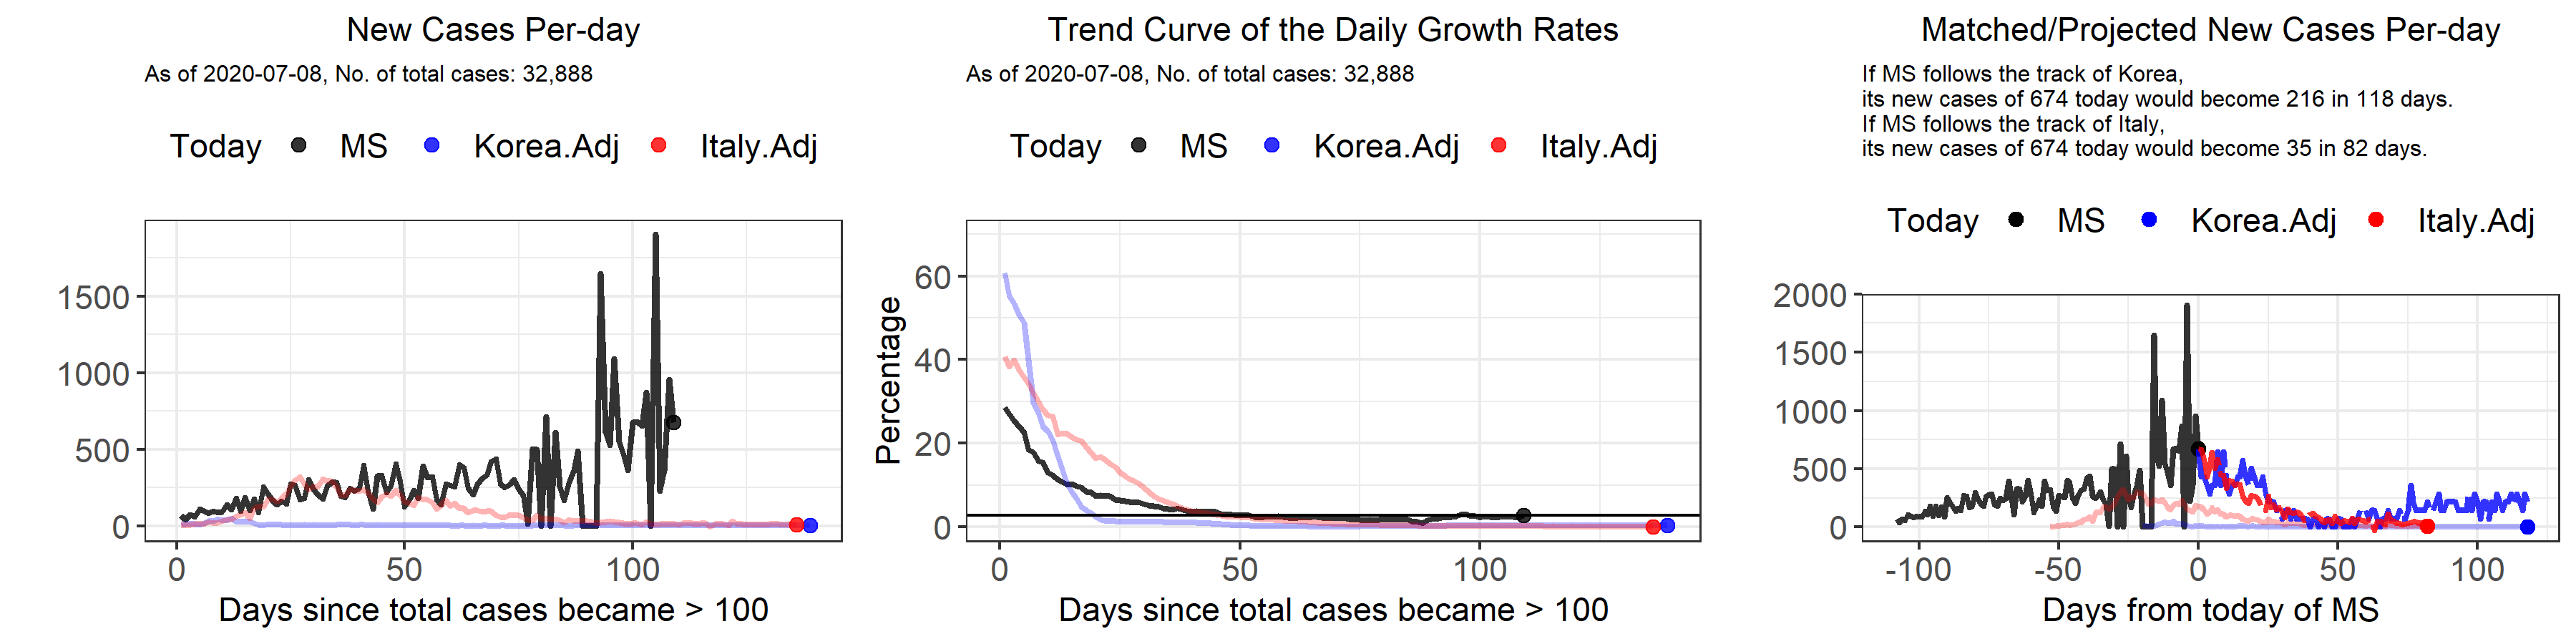 New Cases Per-day
As of 2020-07-08, No. of total cases: 32,888
Today MS Korea.Adj Italy.Adj
1500
1000
500
0
0 50 100
Days since total cases became > 100
Trend Curve of the Daily Growth Rates
As of 2020-07-08, No. of total cases: 32,888
Today MS Korea.Adj Italy.Adj
Percentage
60
40
20
0
0 50 100
Days since total cases became > 100
Matched/Projected New Cases Per-day
If MS follows the track of Korea,
its new cases of 674 today would become 216 in 118 days.
If MS follows the track of Italy,
its new cases of 674 today would become 35 in 82 days.
Today MS Korea.Adj Italy.Adj
2000
1500
1000
500
0
-100 -50 0 50 100
Days from today of MS